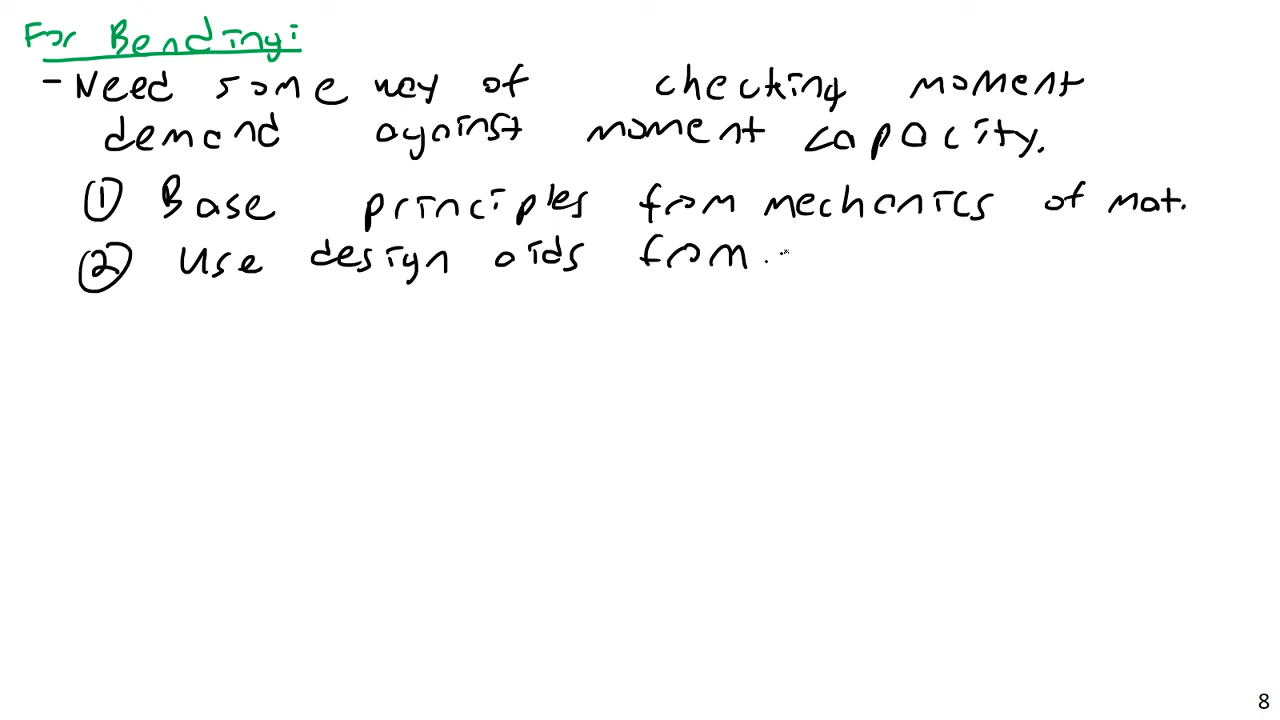 For Bending:
- Need some way of checking moment
demand against moment capacity.
① Base principles from mechanics of mat.
② Use design aids from .
8